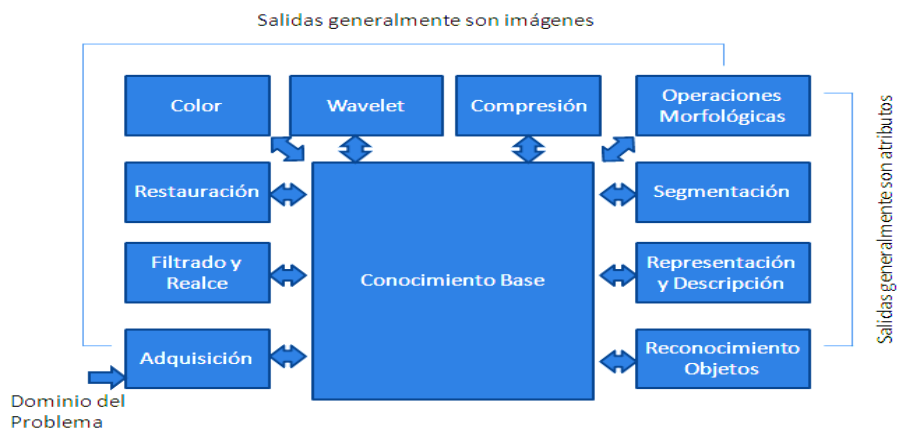 Salidas generalmente son imágenes
Color
Wavelet
Compresión
Operaciones
Morfológicas
Restauración
Segmentación
Filtrado y
Realce
Conocimiento Base
Representación
y Descripción
Adquisición
Reconocimiento
Objetos
Dominio del
Problema
Salidas generalmente son atributos